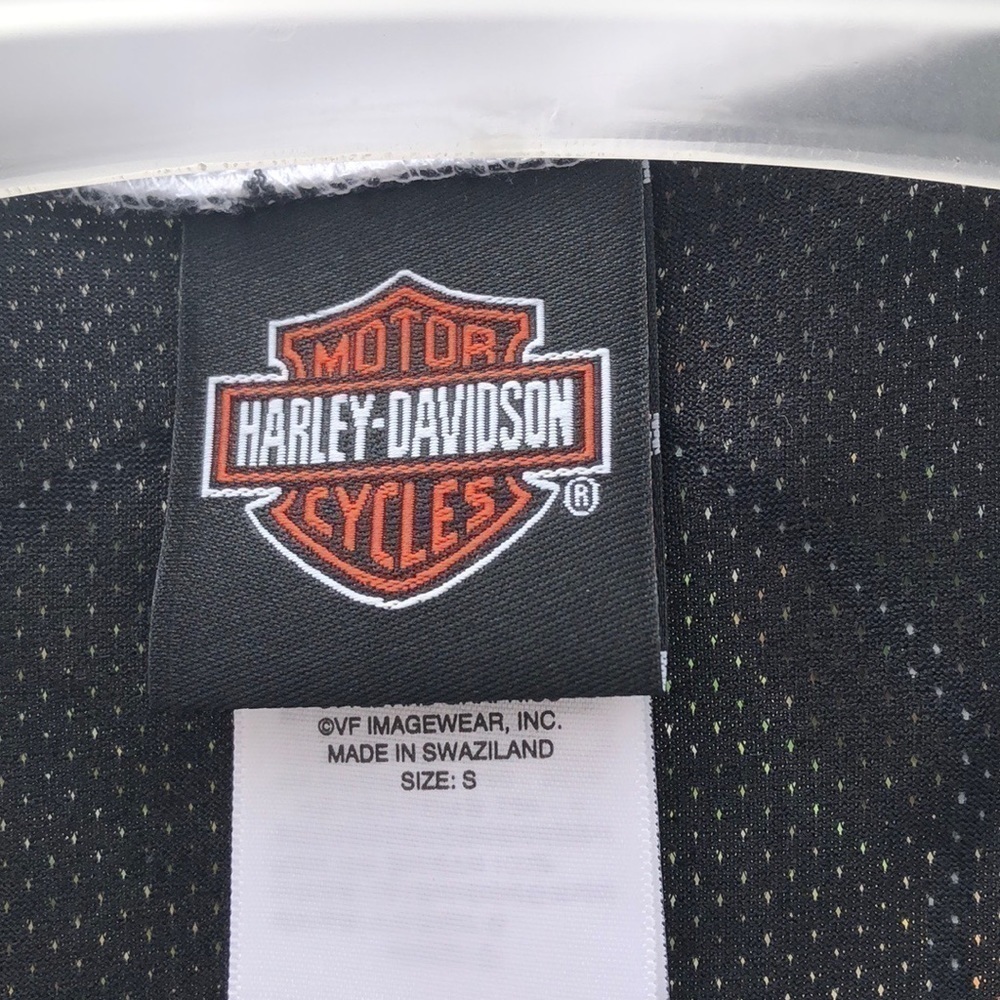 MOTOR
HARLEY-DAVIDSON
CYCLES
®
©VF IMAGEWEAR, INC.
MADE IN SWAZILAND
SIZE: S